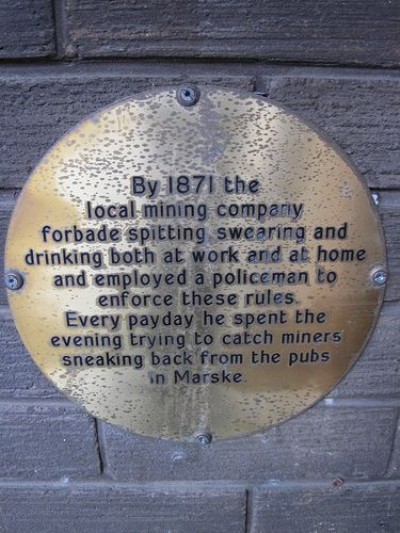 By 1871 the
local mining company
forbade spitting swearing and
drinking both at work and at home
and employed a policeman to
enforce these rules.
Every payday he spent the
evening trying to catch miners
sneaking back from the pubs
in Marske.